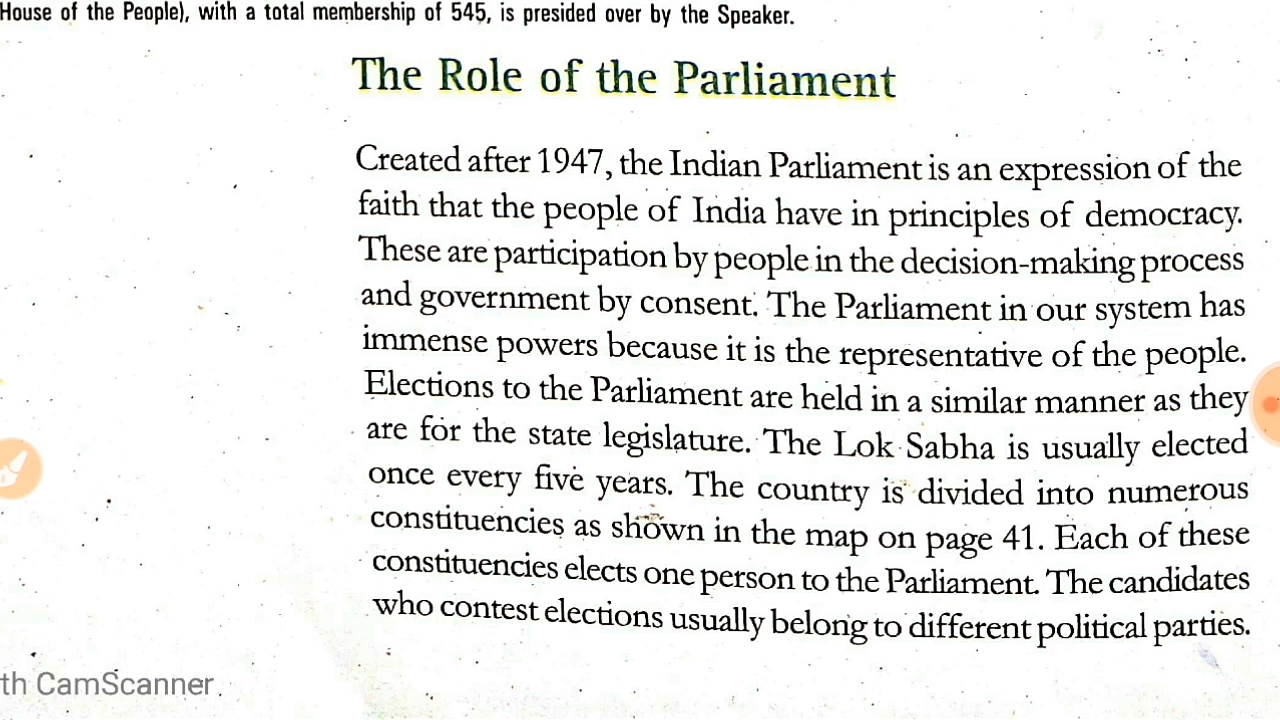 House of the People), with a total membership of 545, is presided over by the Speaker.
The Role of the Parliament
Created after 1947, the Indian Parliament is an expression of the
faith that the people of India have in principles of democracy.
These are participation by people in the decision-making process
and government by consent. The Parliament in our system has
immense powers because it is the representative of the people.
Elections to the Parliament are held in a similar manner as they
are for the state legislature. The Lok Sabha is usually elected
once every five years. The country is divided into numerous
constituencies as shown in the map on page 41. Each of these
constituencies elects one person to the Parliament. The candidates
who contest elections usually belong to different political parties.
th CamScanner